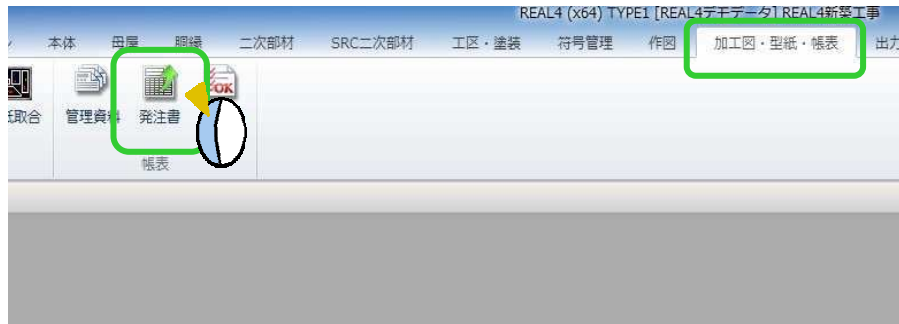 REAL4 (x64) TYPE1 [REAL4デモデータ] REAL4新築工事
本体 母屋 胴縁 二次部材 SRC二次部材 工区・塗装 符号管理 作図 加工図・型紙・帳表 出力
OK
紙取合 管理資料 発注書
帳表